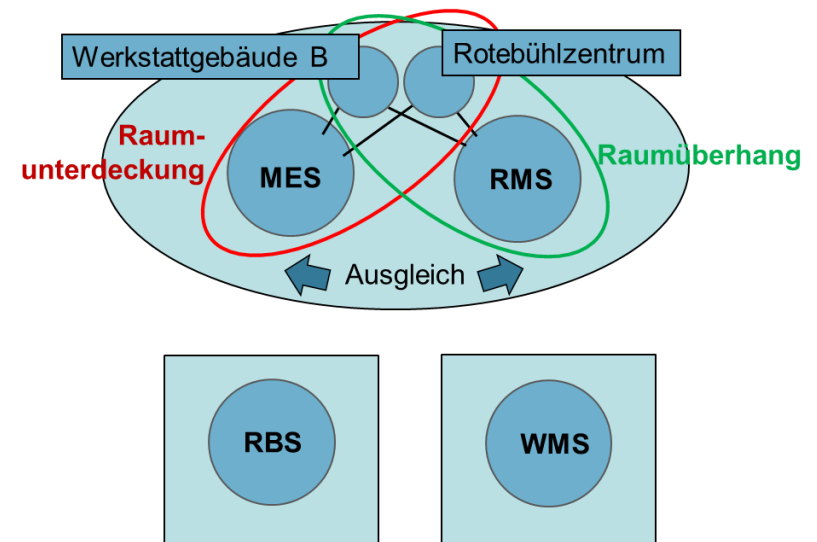 Werkstattgebäude B
Rotebühlzentrum
Raum-
unterdeckung
MES
RMS
Raumüberhang
Ausgleich
RBS
WMS